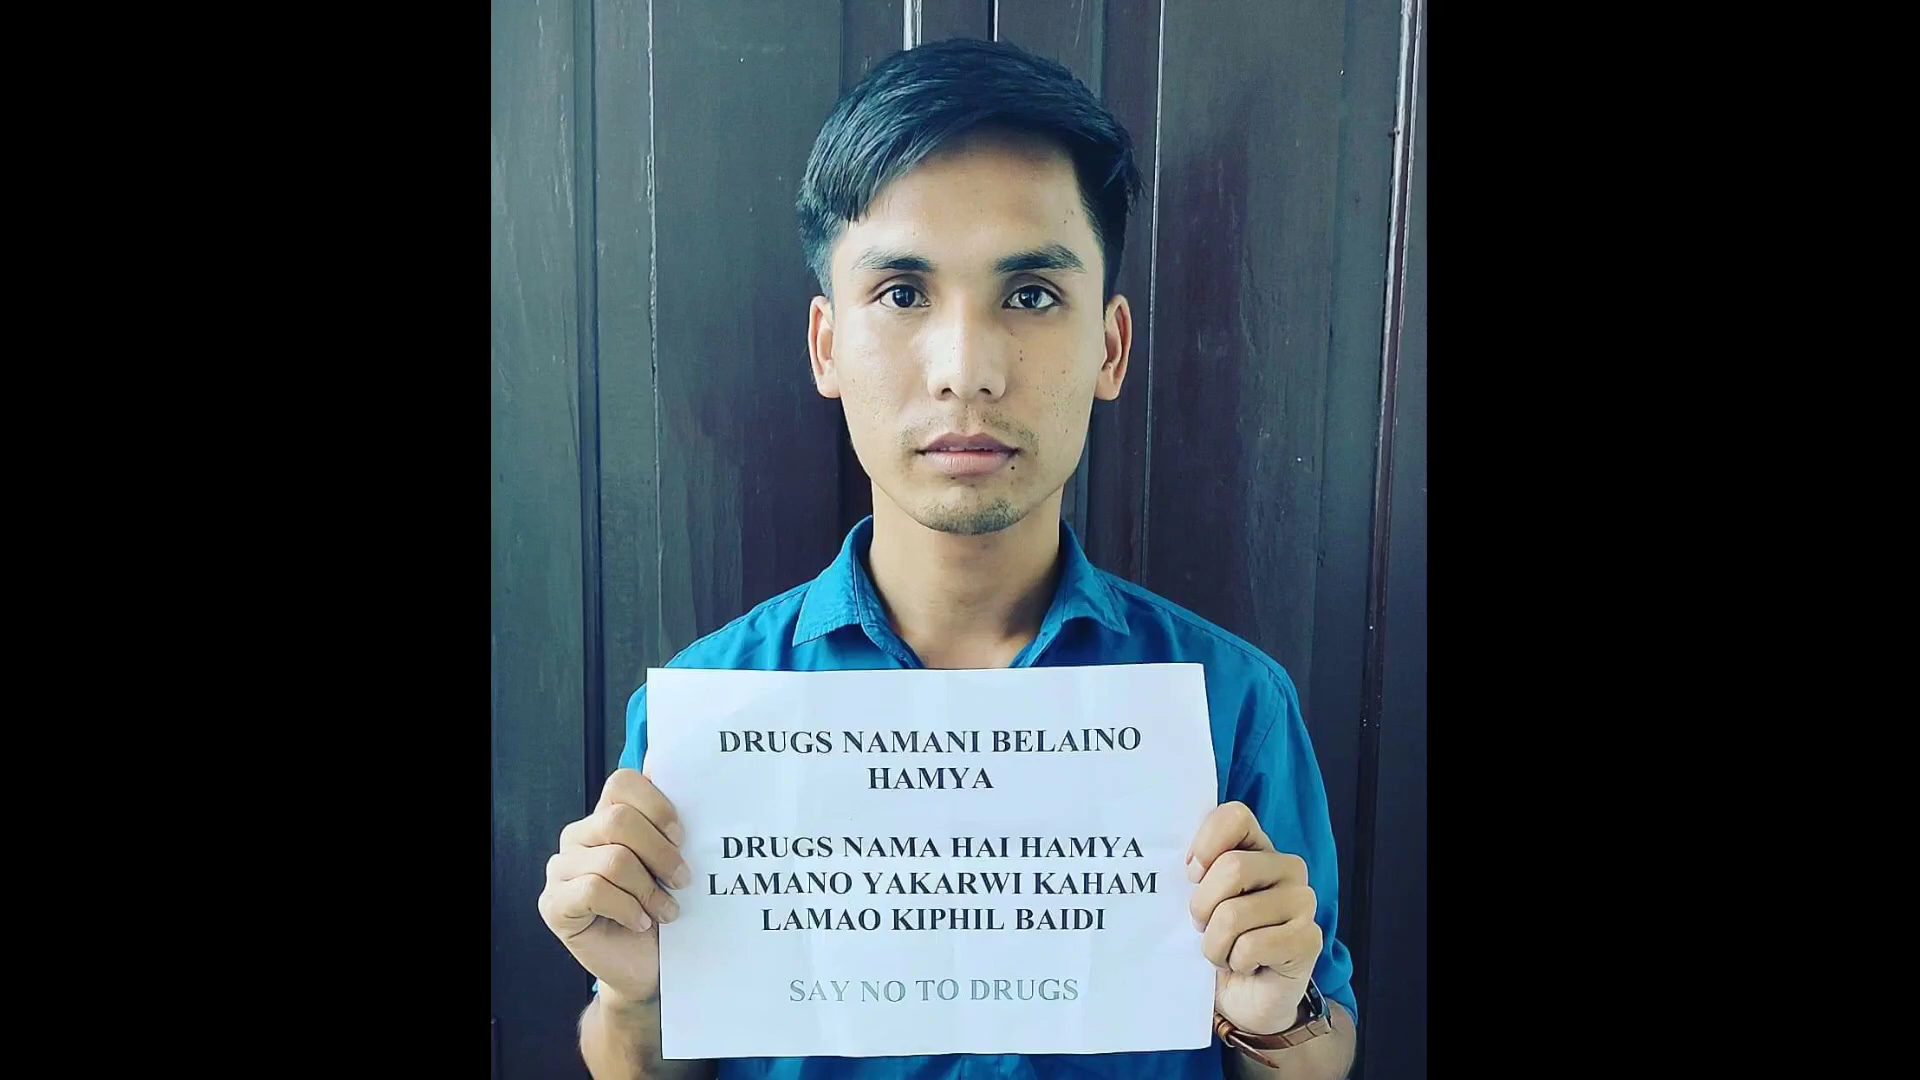 DRUGS NAMANI BELAINO
HAMYA
DRUGS NAMA HAI HAMYA
LAMANO YAKARWI KAHAM
LAMAO KIPHIL BAIDI
SAY NO TO DRUGS